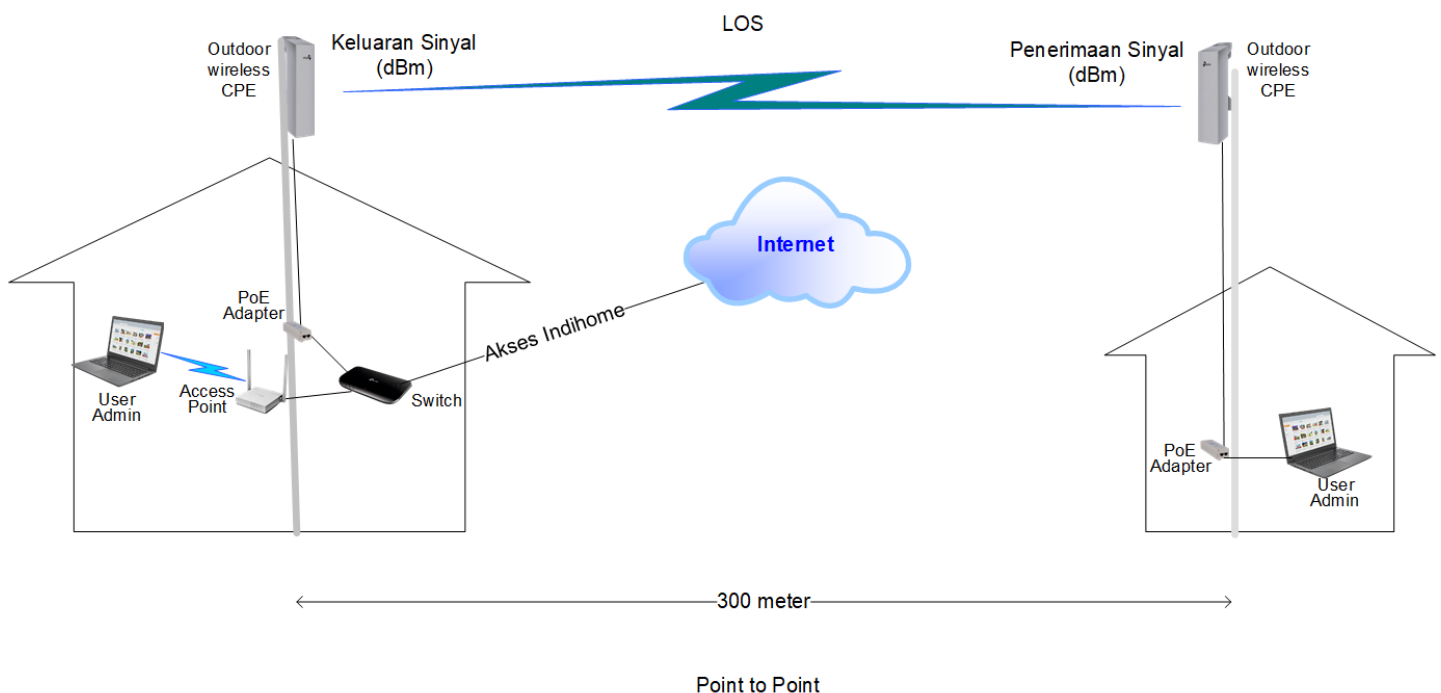 LOS
Outdoor
wireless
CPE
Keluaran Sinyal
(dBm)
Penerimaan Sinyal
(dBm)
Outdoor
wireless
CPE
Internet
PoE
Adapter
Akses Indihome
User
Admin
Access
Point
Switch
PoE
Adapter
User
Admin
300 meter
Point to Point